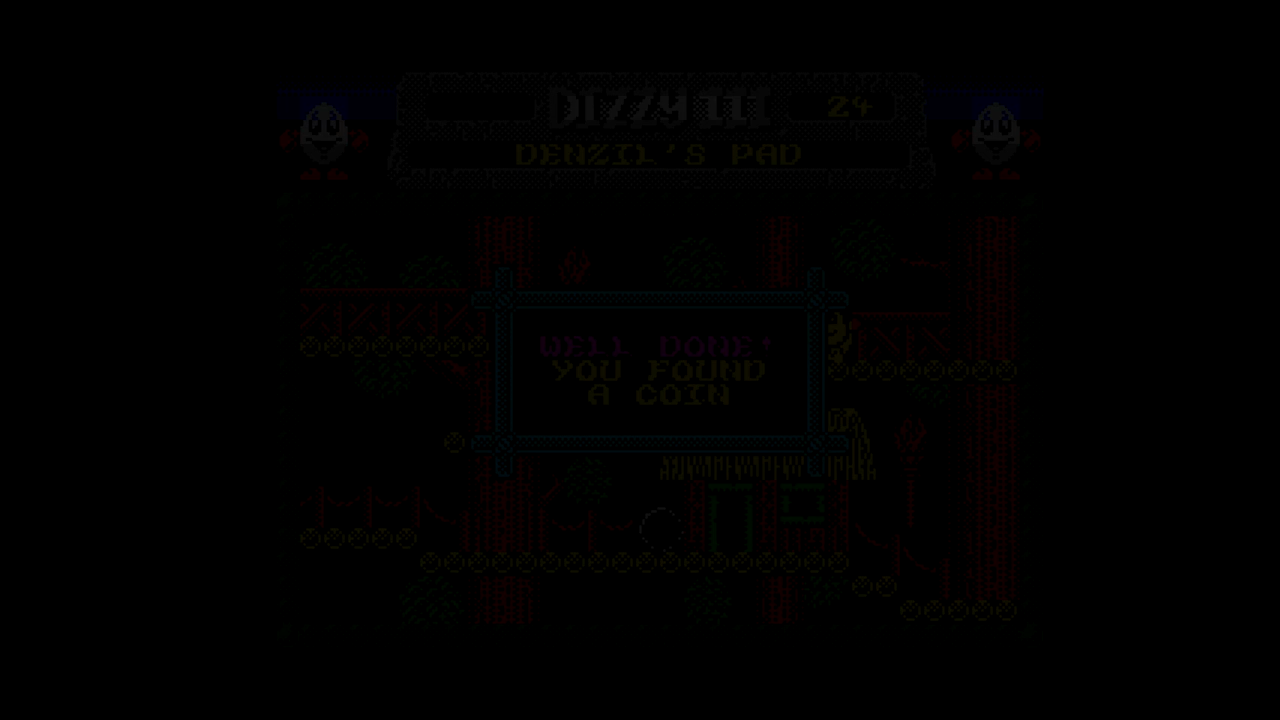 DIZZY III
24
DENZIL'S PAD
WELL DONE!
YOU FOUND
A COIN